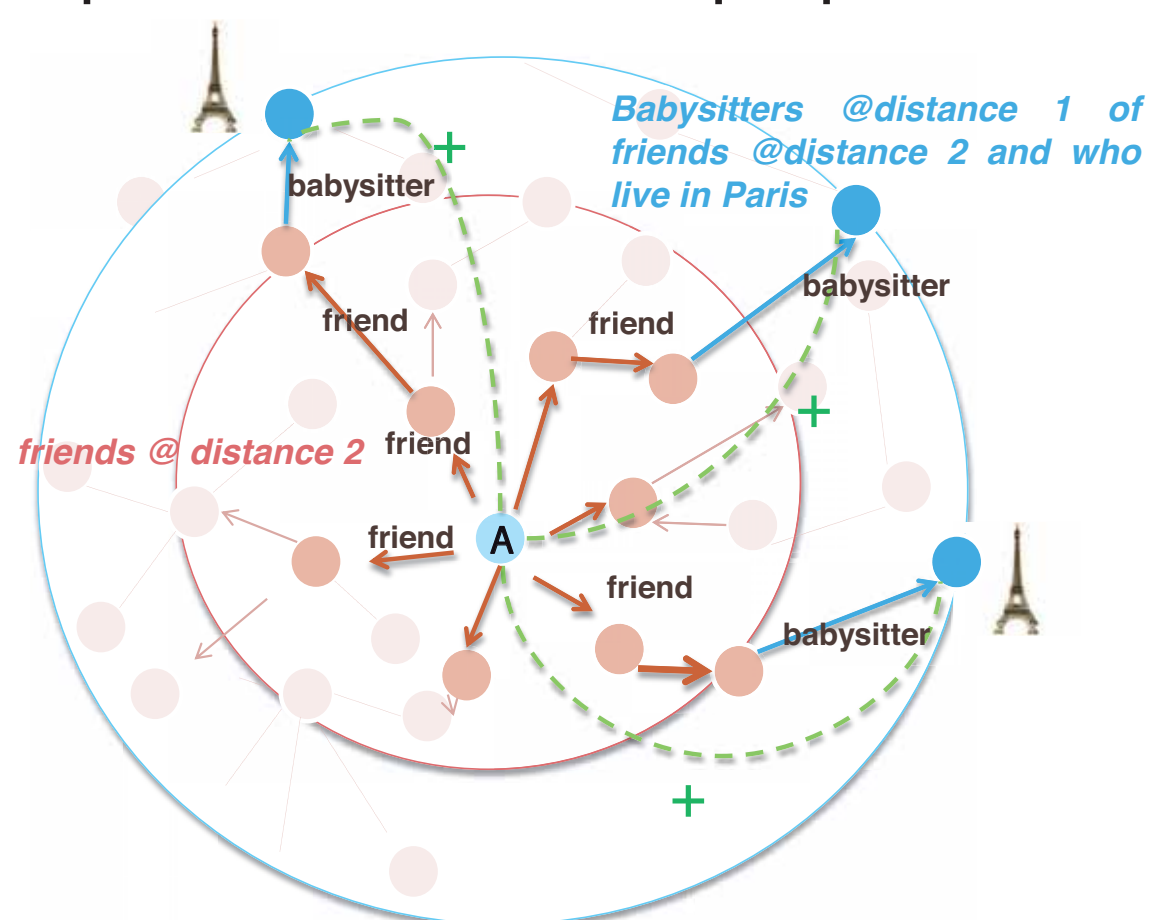 Babysitters @distance 1 of
friends @distance 2 and who
live in Paris
+
babysitter
babysitter
friend
friend
+
friend
friends @ distance 2
friend
A
friend
babysitter
+